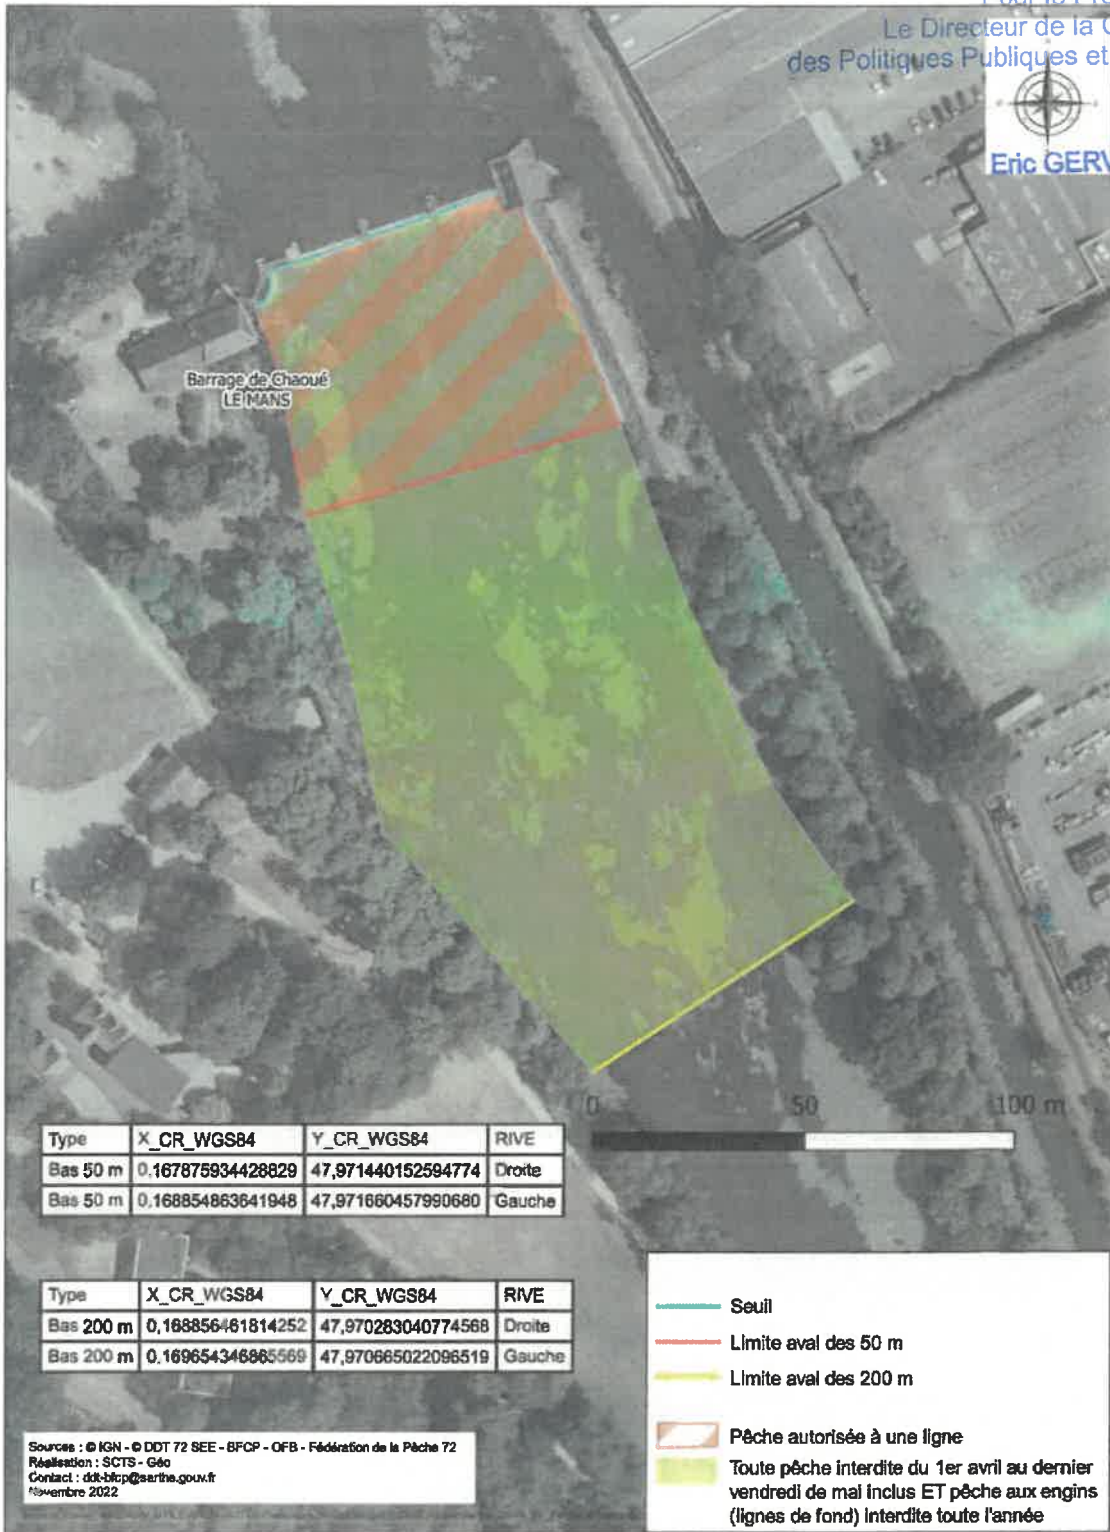 Le Directeur de la
des Politiques Publiques et
Eric GERV
Barrage de Chaoué
LE MANS
0 50 100 m
Type X_CR_WGS84 Y_CR_WGS84 RIVE
Bas 50 m 0,167875934428829 47,971440152594774 Droite
Bas 50 m 0,168854863641948 47,971660457990680 Gauche
Type X_CR_WGS84 Y_CR_WGS84 RIVE
Bas 200 m 0,168856461814252 47,970283040774568 Droite
Bas 200 m 0,169654346865569 47,970665022096519 Gauche
Seuil
Limite aval des 50 m
Limite aval des 200 m
Pêche autorisée à une ligne
Toute pêche interdite du 1er avril au dernier
vendredi de mai inclus ET pêche aux engins
(lignes de fond) interdite toute l'année
Sources : © IGN - © DDT 72 SEE - BFCP - OFB - Fédération de la Pêche 72
Réalisation : SCTS - Géo
Contact : ddt-bfcp@sarthe.gouv.fr
Novembre 2022